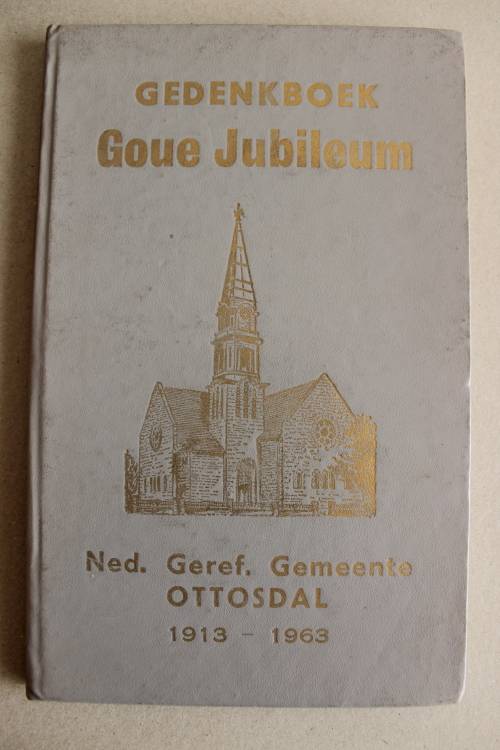 GEDENKBOEK
Goue Jubileum
Ned. Geref. Gemeente
OTTOSDAL
1913 - 1963